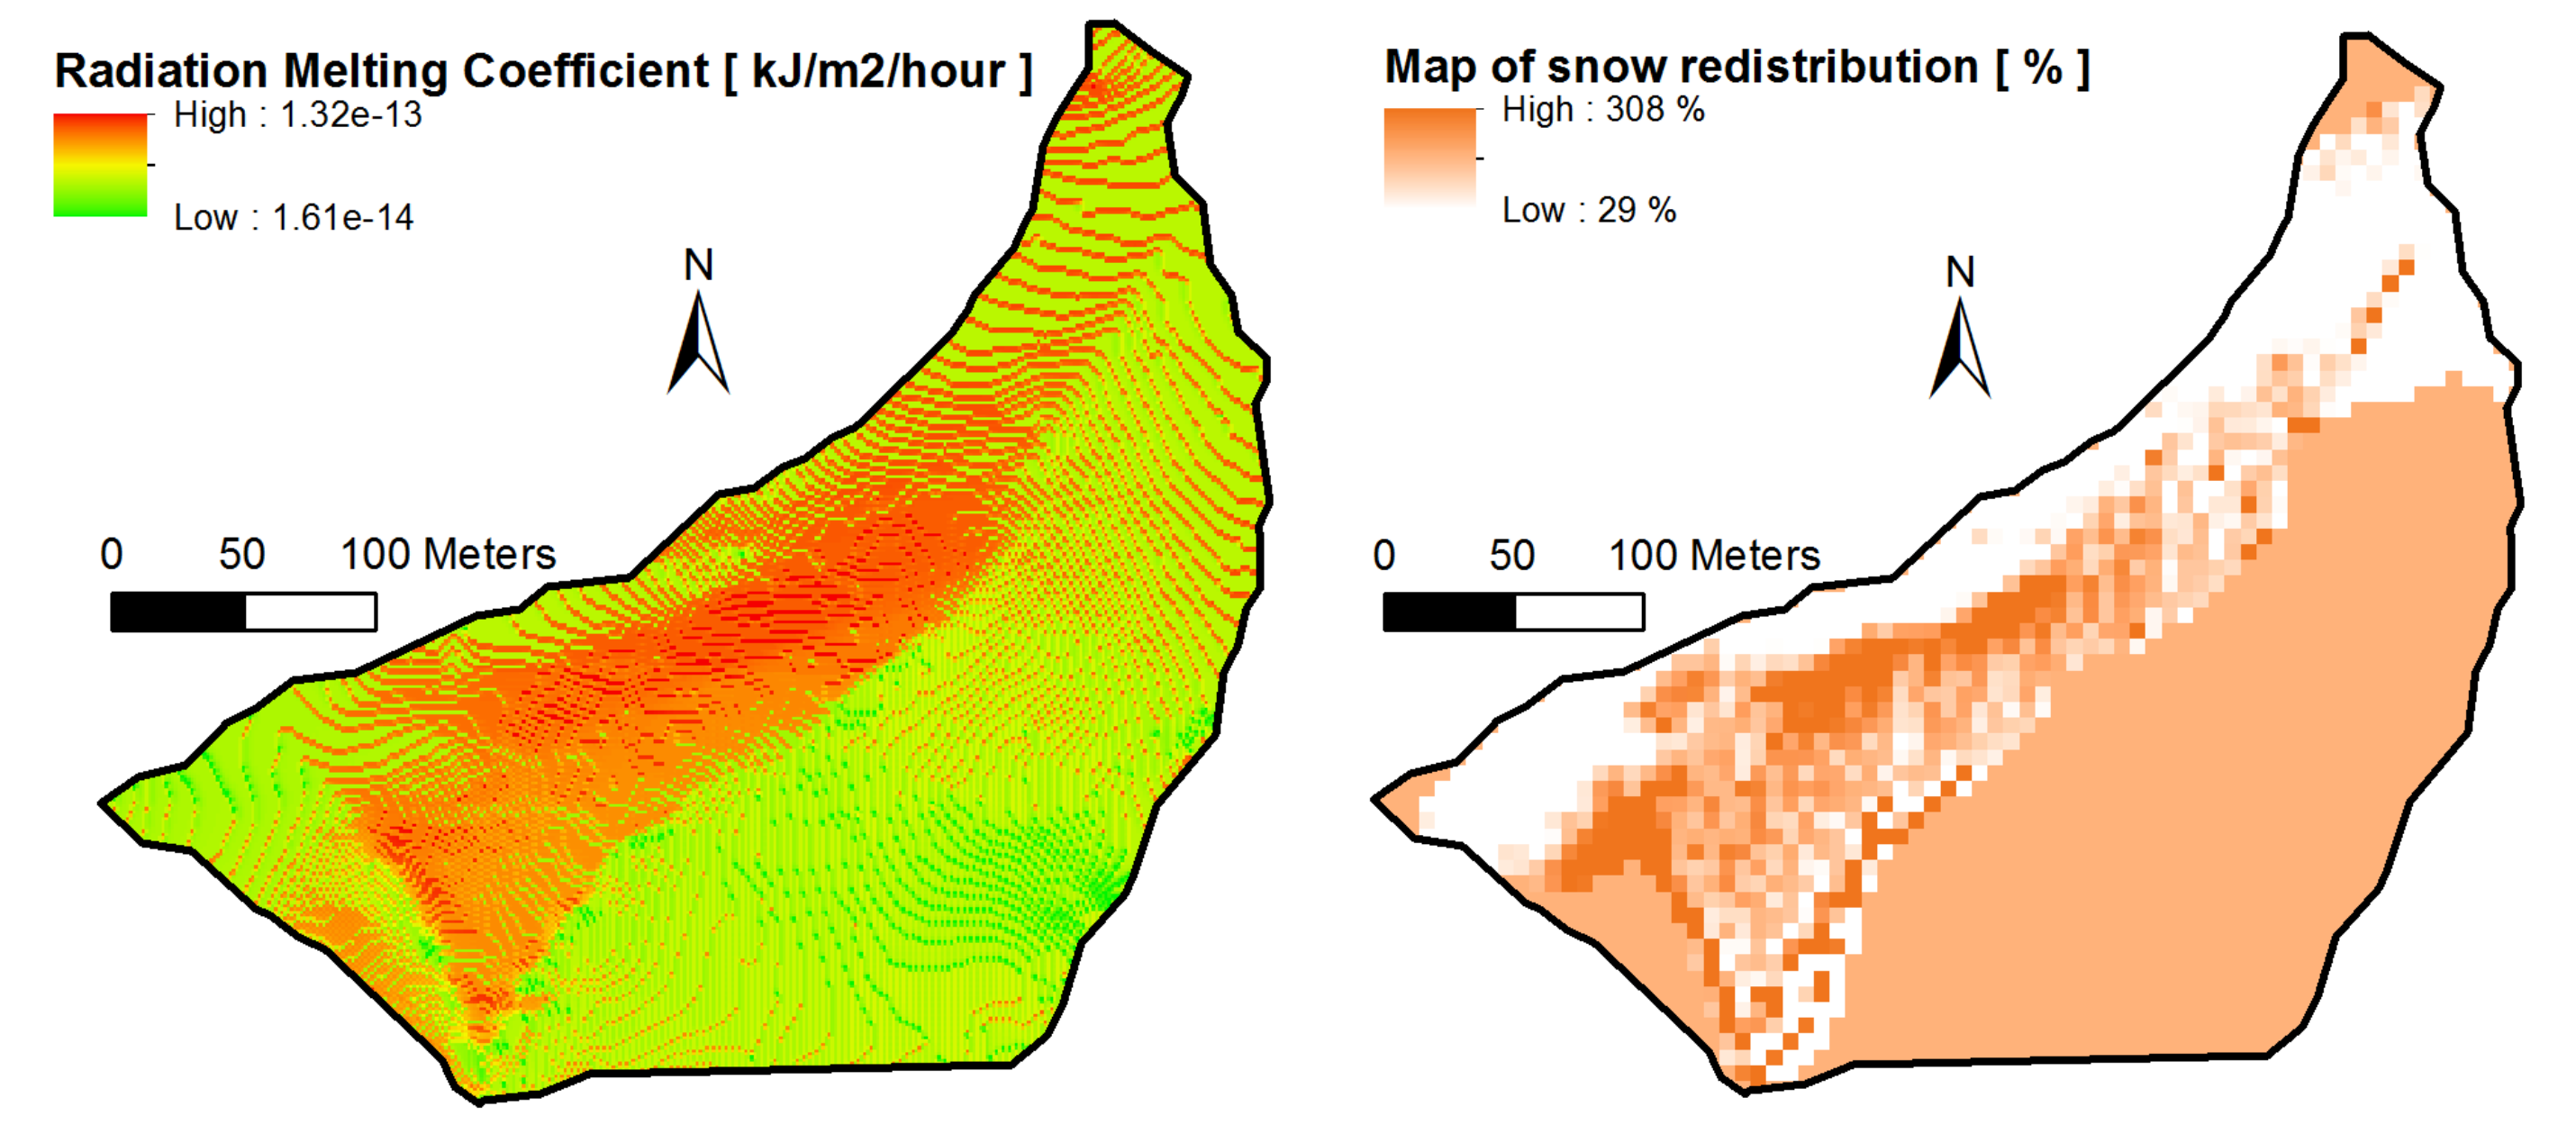 Radiation Melting Coefficient [ kJ/m2/hour ]
High : 1.32e-13
Low : 1.61e-14
N
0 50 100 Meters
Map of snow redistribution [ % ]
High : 308 %
Low : 29 %
N
0 50 100 Meters